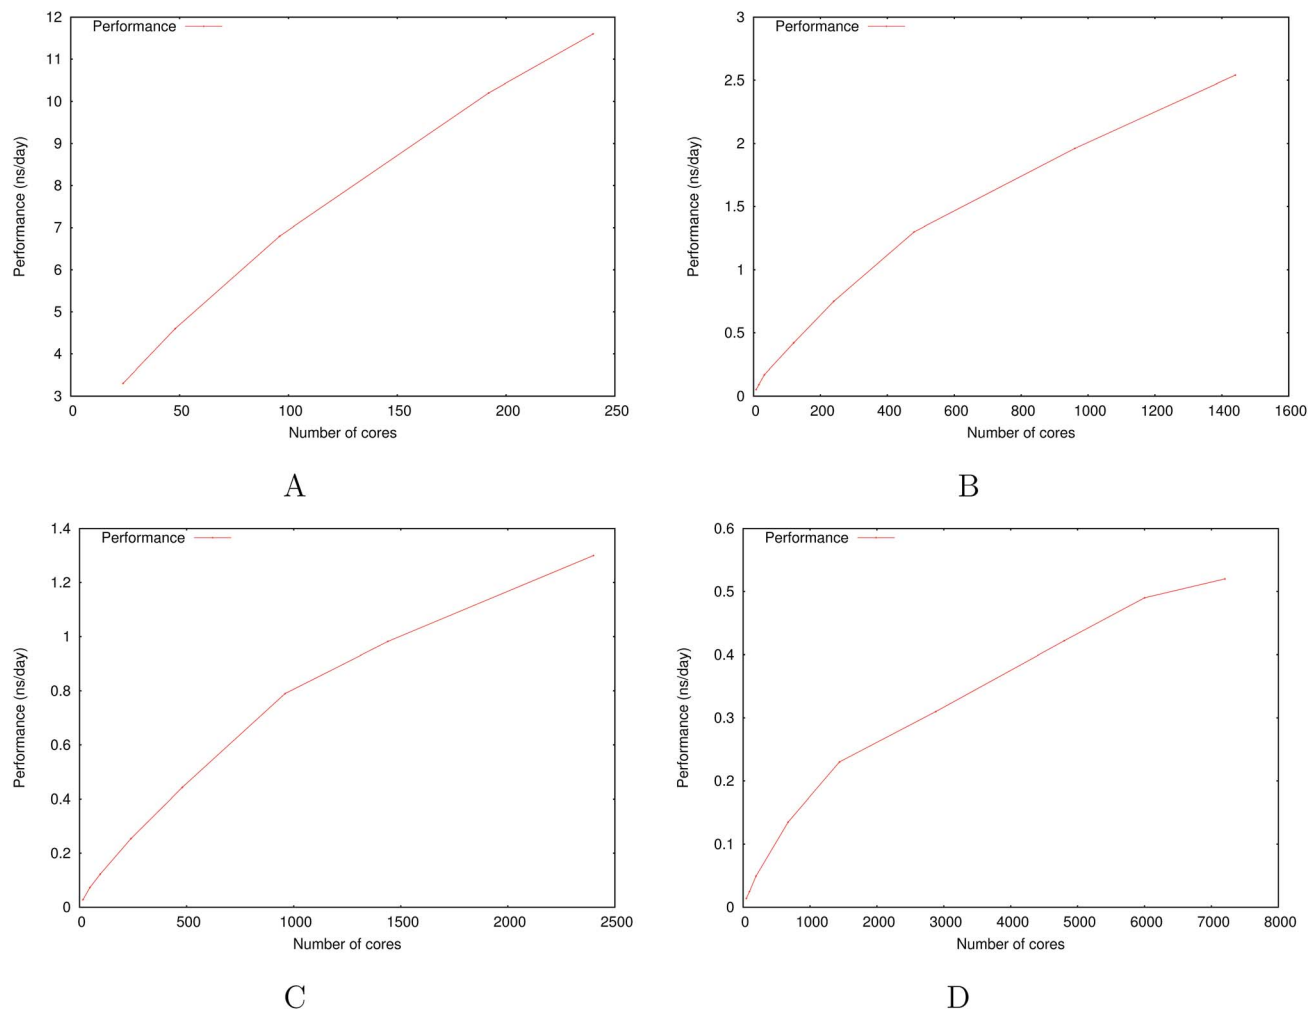 Performance
12
11
10
9
8
7
6
5
4
3
Performance (ns/day)
0 50 100 150 200 250
Number of cores
A
Performance
3
2.5
2
1.5
1
0.5
0
Performance (ns/day)
0 200 400 600 800 1000 1200 1400 1600
Number of cores
B
Performance
1.4
1.2
1
0.8
0.6
0.4
0.2
0
Performance (ns/day)
0 500 1000 1500 2000 2500
Number of cores
C
Performance
0.6
0.5
0.4
0.3
0.2
0.1
0
Performance (ns/day)
0 1000 2000 3000 4000 5000 6000 7000 8000
Number of cores
D